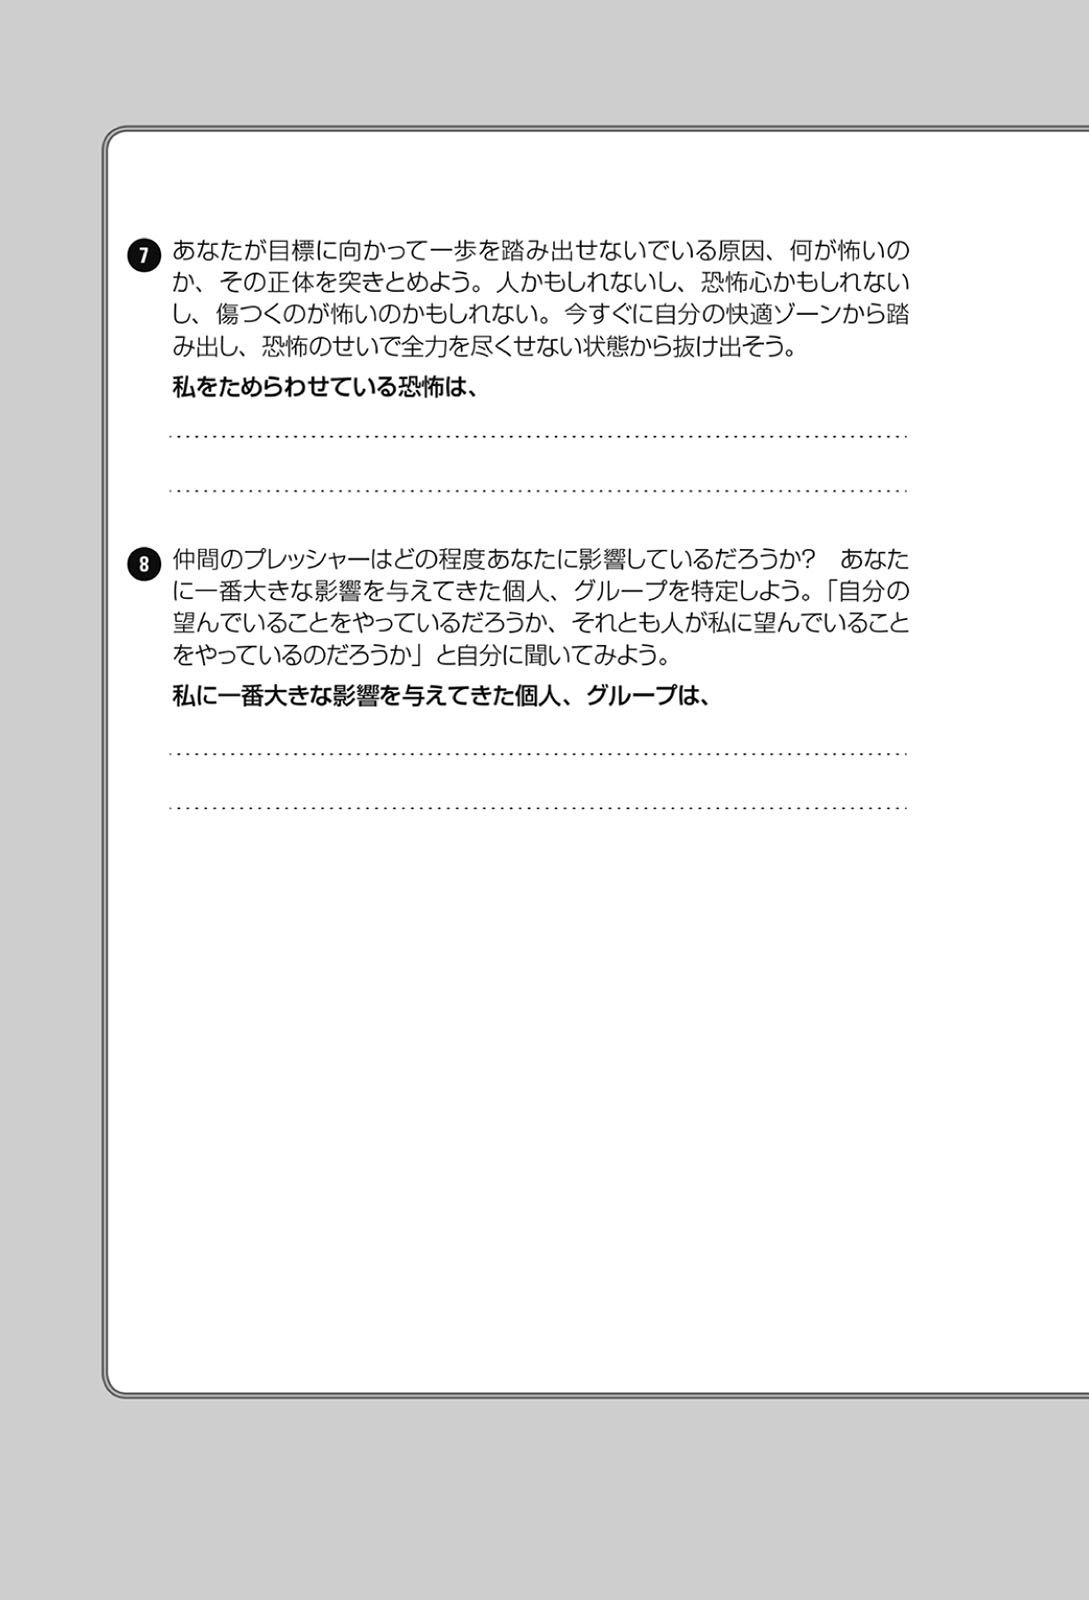 7 あなたが目標に向かって一歩を踏み出せないでいる原因、何が怖いの
か、その正体を突きとめよう。人かもしれないし、恐怖心かもしれない
し、傷つくのが怖いのかもしれない。今すぐに自分の快適ゾーンから踏
み出し、恐怖のせいで全力を尽くせない状態から抜け出そう。
私をためらわせている恐怖は、
8 仲間のプレッシャーはどの程度あなたに影響しているだろうか?　あなた
に一番大きな影響を与えてきた個人、グループを特定しよう。「自分の
望んでいることをやっているだろうか、それとも人が私に望んでいること
をやっているのだろうか」と自分に聞いてみよう。
私に一番大きな影響を与えてきた個人、グループは、